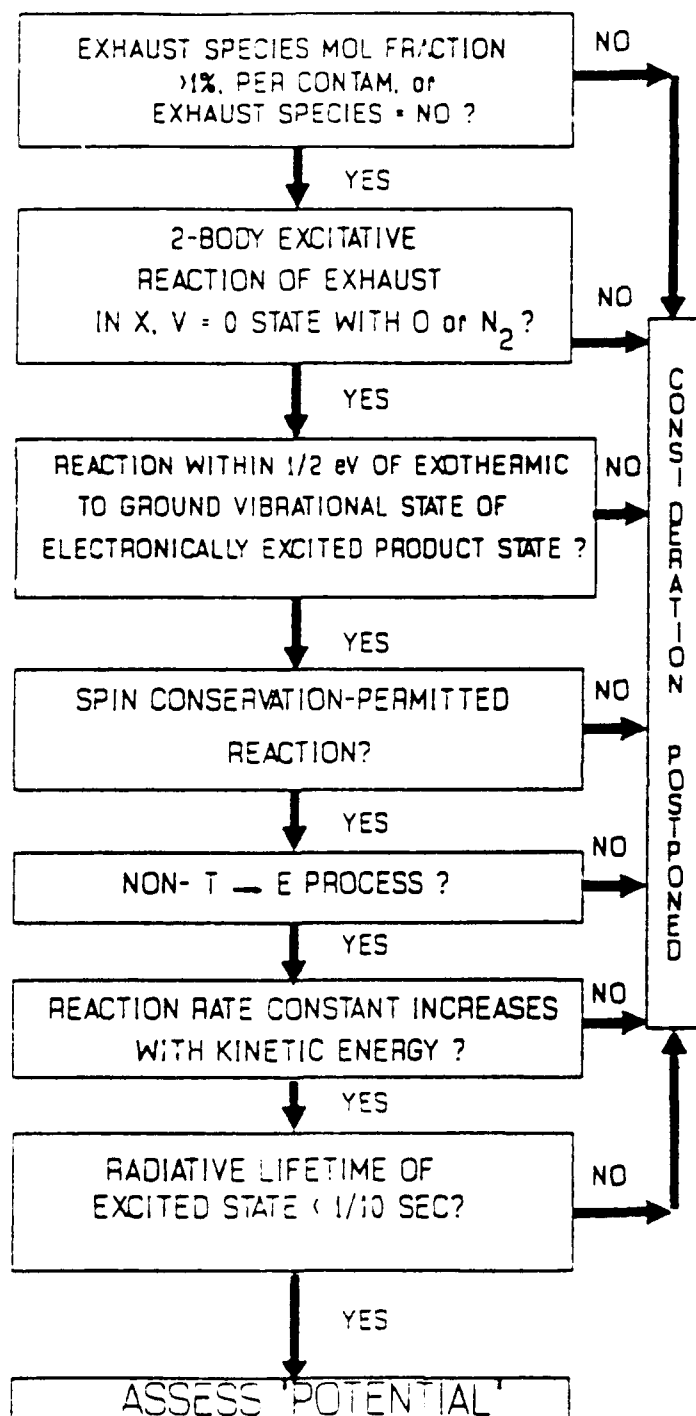 EXHAUST SPECIES MOL FRACTION
>1%, PER CONTAM, or
EXHAUST SPECIES = NO ?
NO
YES
2-BODY EXCITATIVE
REACTION OF EXHAUST
IN X, V = 0 STATE WITH O or N2?
NO
YES
REACTION WITHIN 1/2 eV OF EXOTHERMIC
TO GROUND VIBRATIONAL STATE OF
ELECTRONICALLY EXCITED PRODUCT STATE ?
NO
YES
SPIN CONSERVATION-PERMITTED
REACTION?
NO
YES
NON- T → E PROCESS ?
NO
YES
REACTION RATE CONSTANT INCREASES
WITH KINETIC ENERGY ?
NO
YES
RADIATIVE LIFETIME OF
EXCITED STATE < 1/10 SEC?
NO
YES
ASSESS "POTENTIAL"
CONSIDERATION POSTPONED